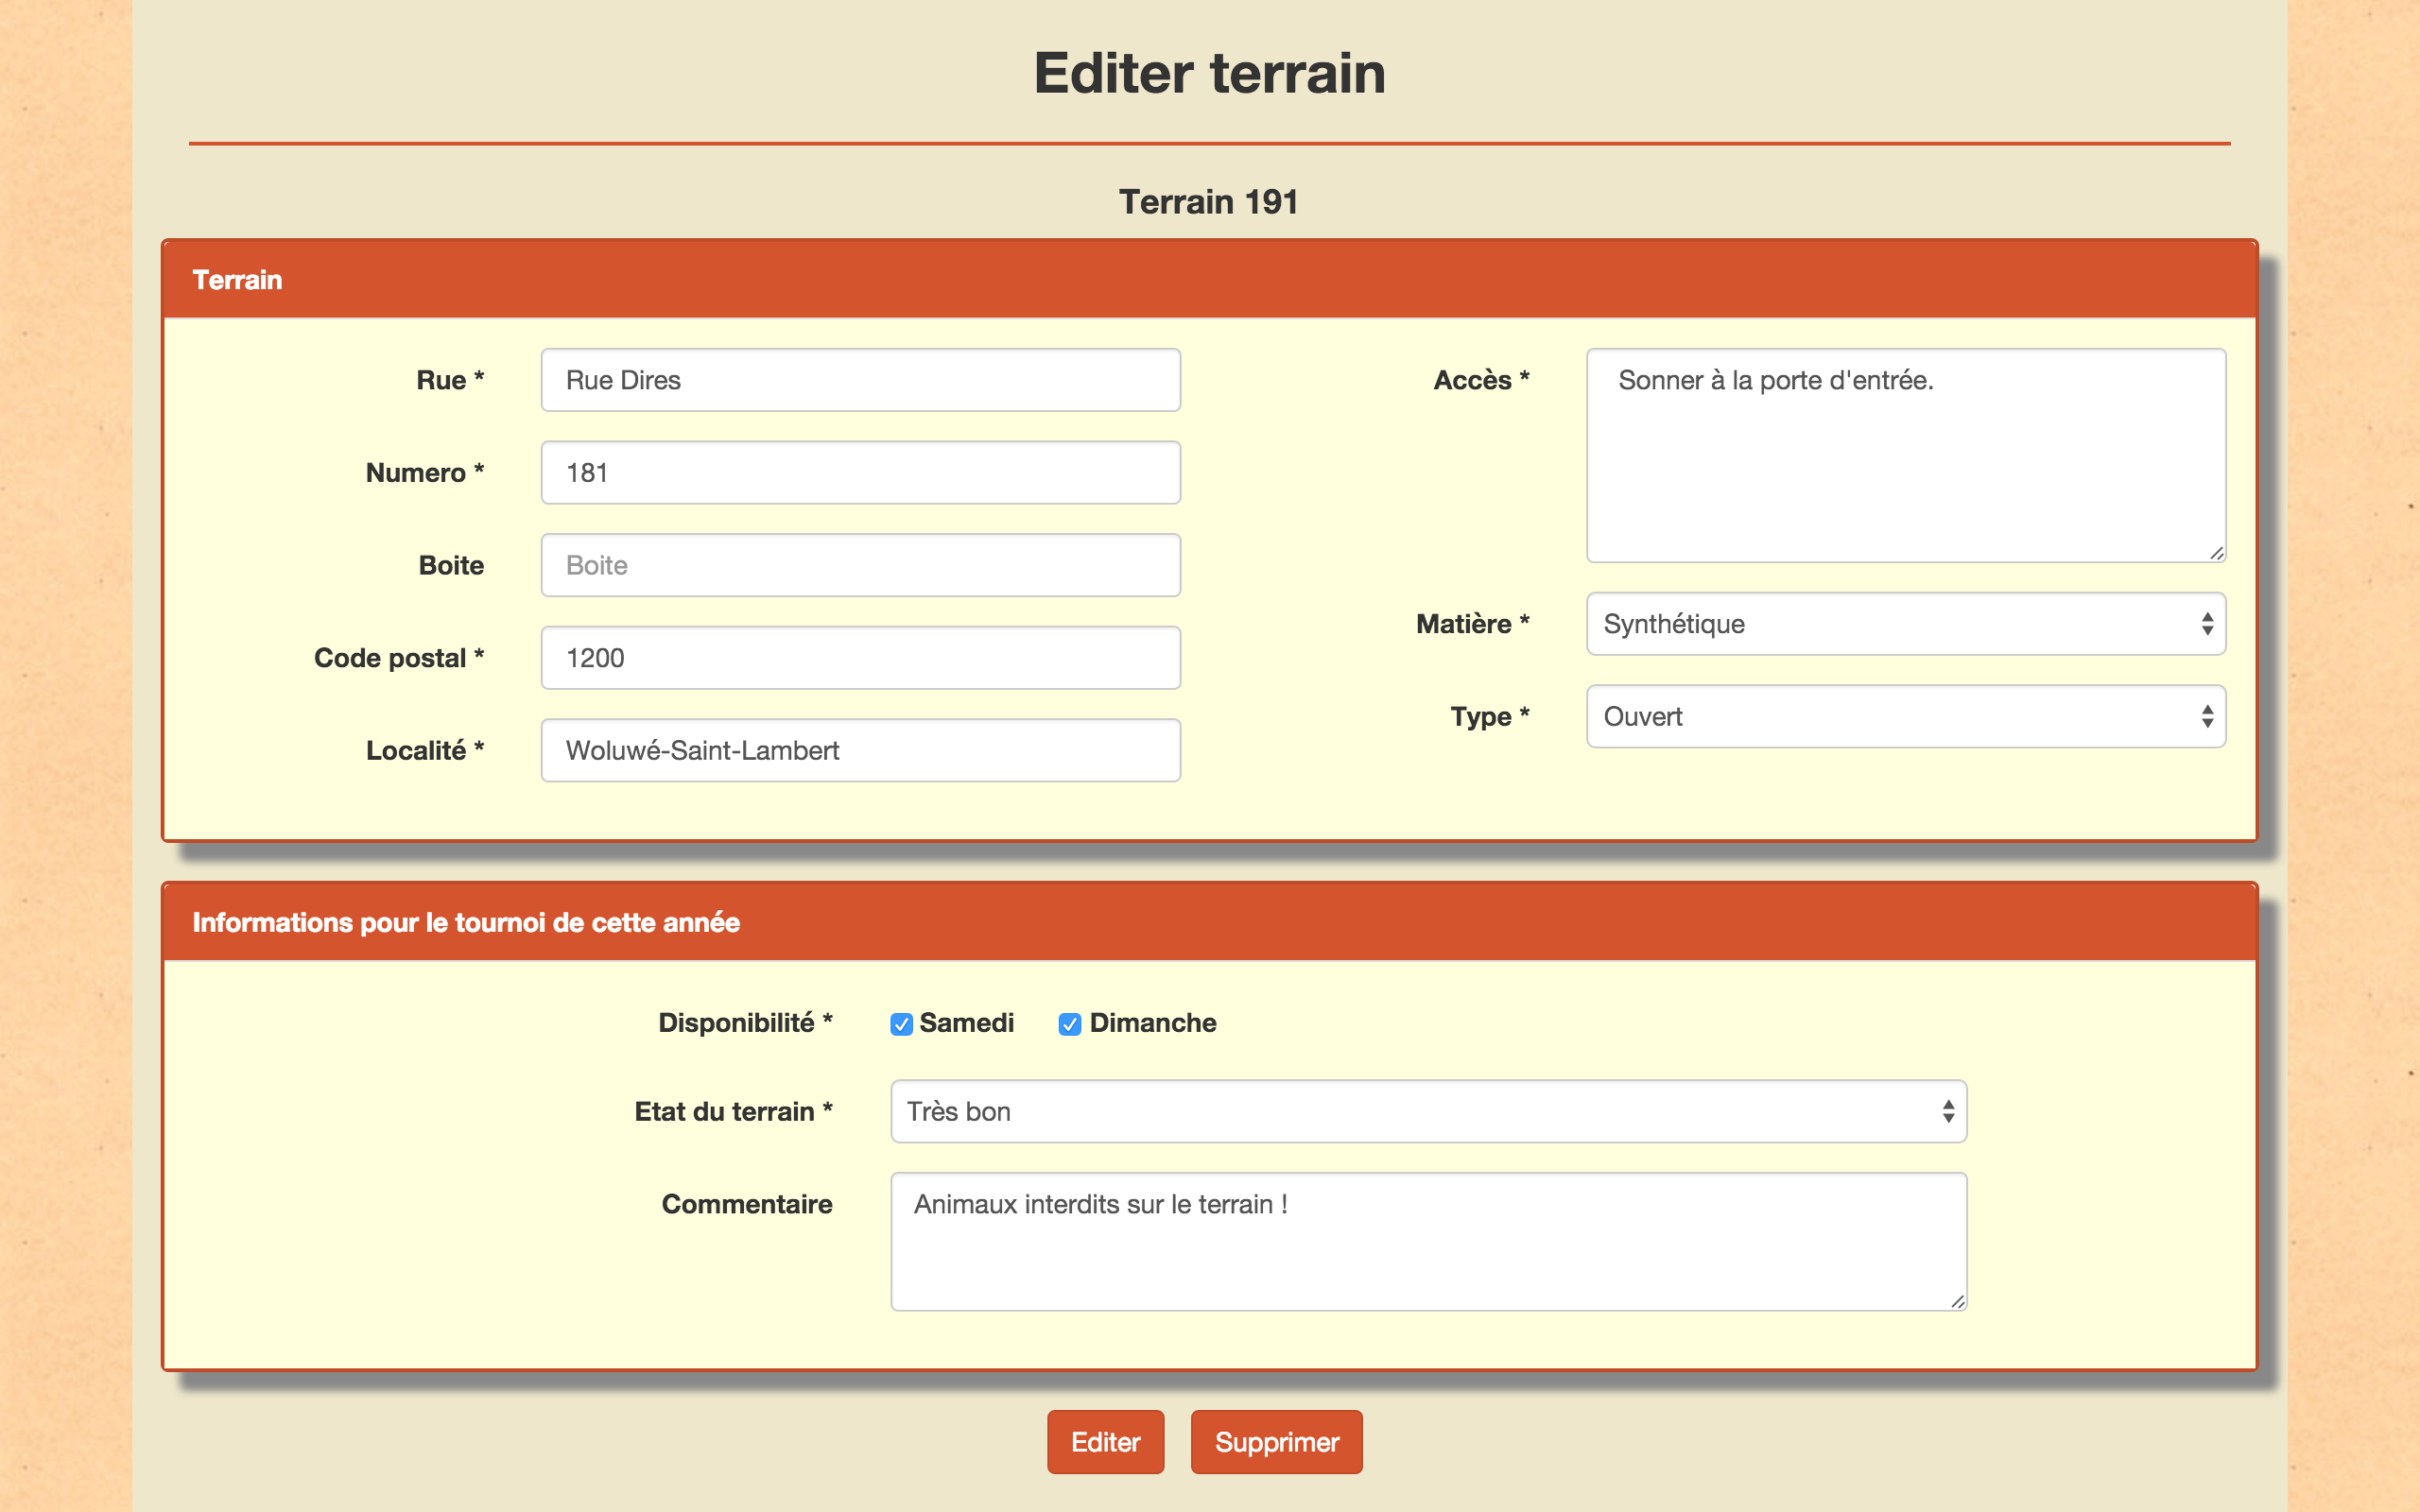 Editer terrain
Terrain 191
Terrain
Rue *
Rue Dires
Numero *
181
Boite
Boite
Code postal *
1200
Localité *
Woluwé-Saint-Lambert
Accès *
Sonner à la porte d'entrée.
Matière *
Synthétique
Type *
Ouvert
Informations pour le tournoi de cette année
Disponibilité *
Samedi
Dimanche
Etat du terrain *
Très bon
Commentaire
Animaux interdits sur le terrain !
Editer
Supprimer